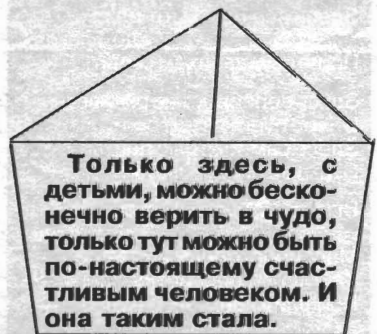 Только здесь, с
детьми, можно беско-
нечно верить в чудо,
только тут можно быть
по-настоящему счас-
тливым человеком. И
она таким стала.